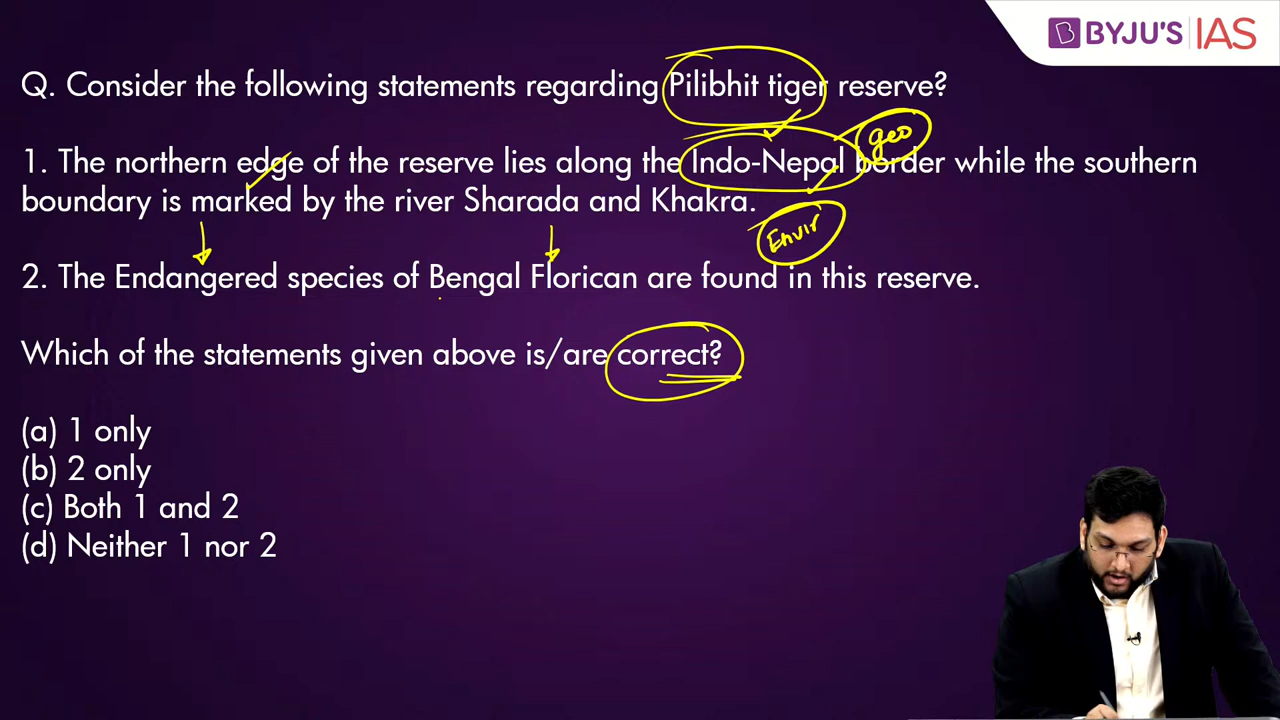 BYJU'S IAS
Q. Consider the following statements regarding Pilibhit tiger reserve?
geo
1. The northern edge of the reserve lies along the Indo-Nepal border while the southern
boundary is marked by the river Sharada and Khakra.
Envir
2. The Endangered species of Bengal Florican are found in this reserve.
Which of the statements given above is/are correct?
(a) 1 only
(b) 2 only
(c) Both 1 and 2
(d) Neither 1 nor 2